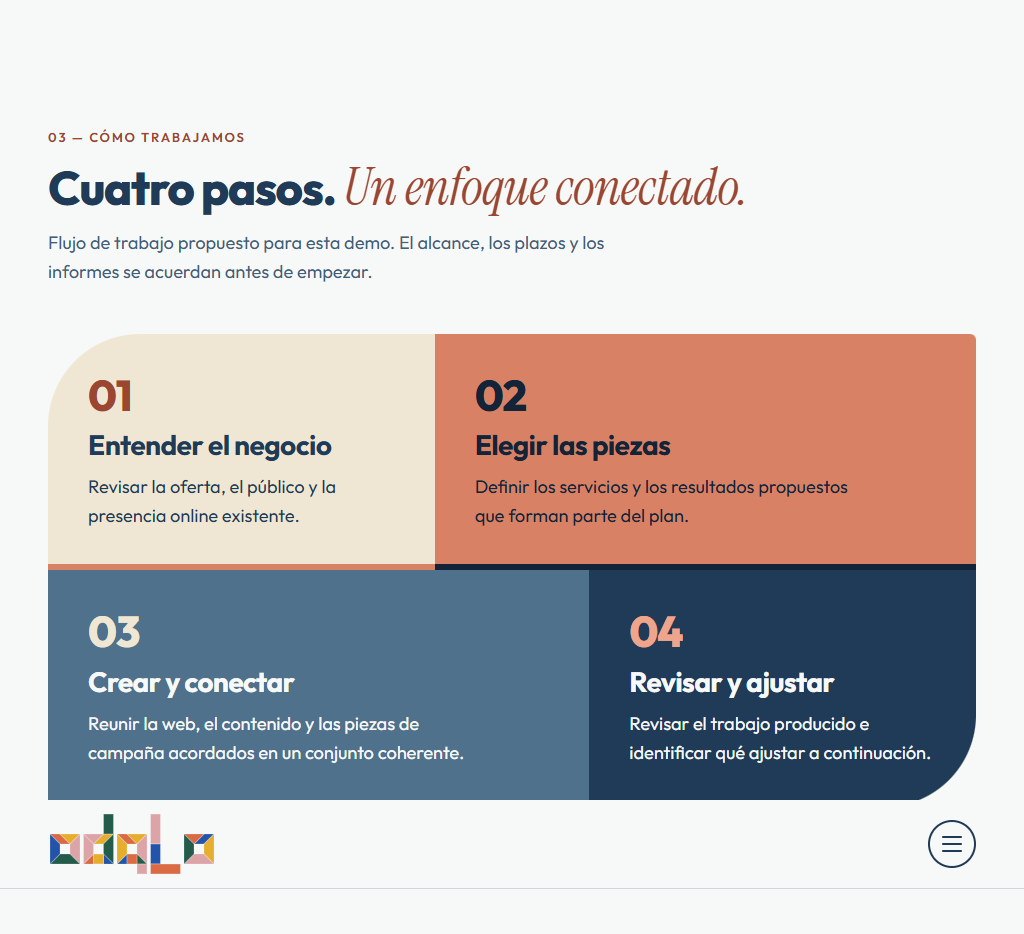 03 — CÓMO TRABAJAMOS
Cuatro pasos. Un enfoque conectado.
Flujo de trabajo propuesto para esta demo. El alcance, los plazos y los
informes se acuerdan antes de empezar.
01
Entender el negocio
Revisar la oferta, el público y la
presencia online existente.
02
Elegir las piezas
Definir los servicios y los resultados propuestos
que forman parte del plan.
03
Crear y conectar
Reunir la web, el contenido y las piezas de
campaña acordados en un conjunto coherente.
04
Revisar y ajustar
Revisar el trabajo producido e
identificar qué ajustar a continuación.